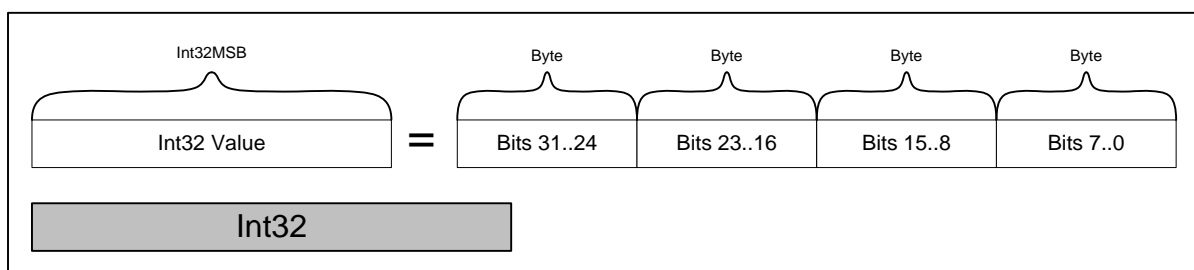 Int32MSB Byte Byte Byte Byte
Int32 Value = Bits 31..24 Bits 23..16 Bits 15..8 Bits 7..0
Int32